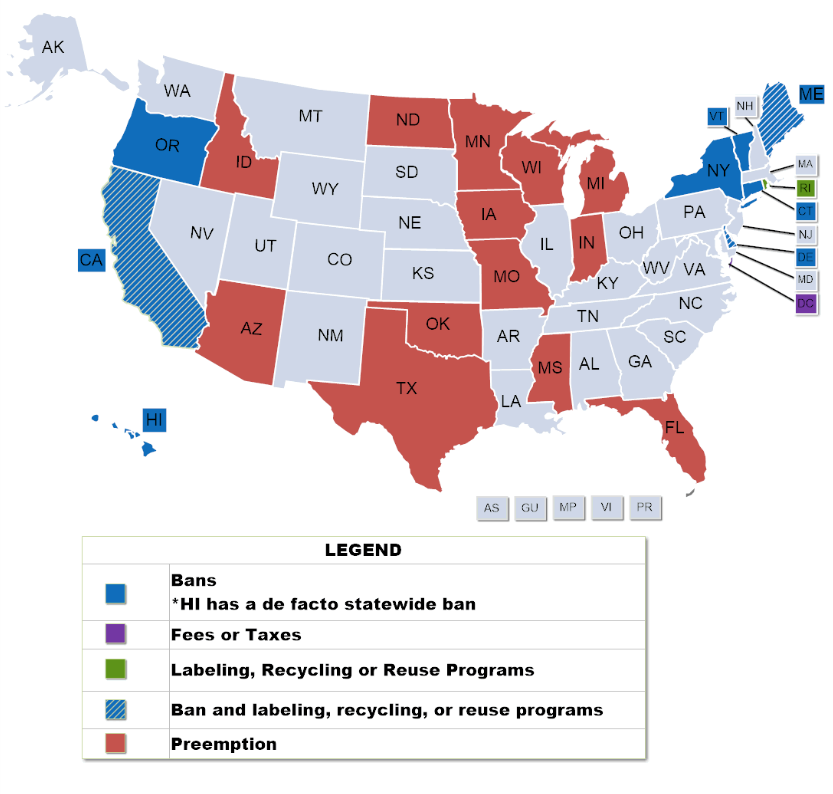 AK
WA
MT
ND
MN
ME
VT
NH
OR
ID
WI
NY
MA
SD
MI
RI
WY
CT
IA
PA
NE
NV
NJ
OH
IL
IN
UT
CA
CO
DE
WV
VA
KS
MO
KY
MD
NC
DC
TN
OK
AZ
NM
AR
SC
MS
AL
GA
TX
LA
HI
FL
AS GU MP VI PR
LEGEND
Bans
*HI has a de facto statewide ban
Fees or Taxes
Labeling, Recycling or Reuse Programs
Ban and labeling, recycling, or reuse programs
Preemption